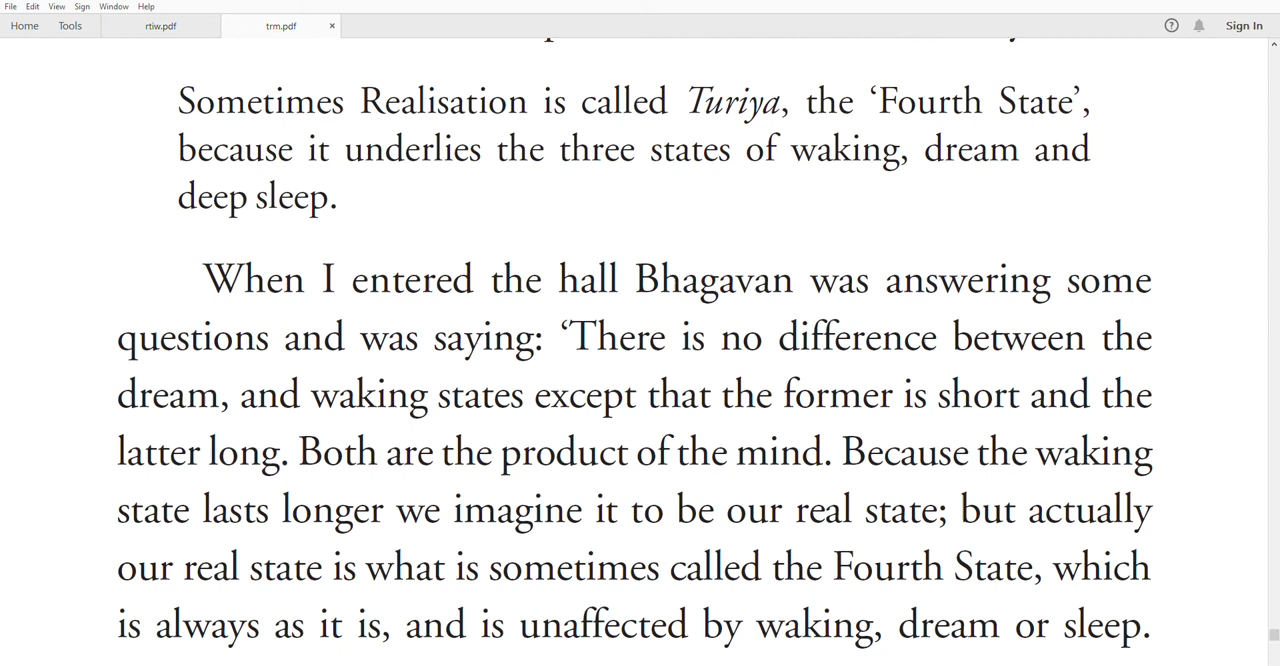 File Edit View Sign Window Help
Home Tools rtiw.pdf trm.pdf × ? Sign In
Sometimes Realisation is called Turiya, the ‘Fourth State’,
because it underlies the three states of waking, dream and
deep sleep.
When I entered the hall Bhagavan was answering some
questions and was saying: ‘There is no difference between the
dream, and waking states except that the former is short and the
latter long. Both are the product of the mind. Because the waking
state lasts longer we imagine it to be our real state; but actually
our real state is what is sometimes called the Fourth State, which
is always as it is, and is unaffected by waking, dream or sleep.